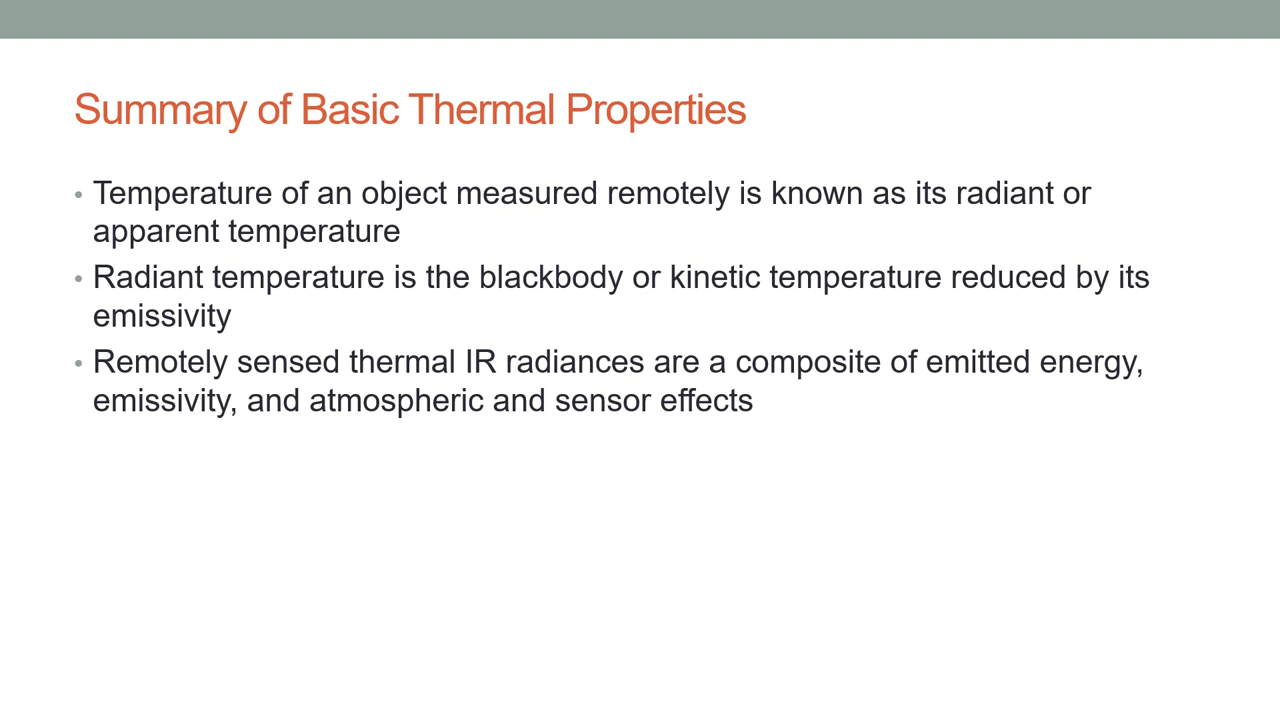 Summary of Basic Thermal Properties
• Temperature of an object measured remotely is known as its radiant or
apparent temperature
• Radiant temperature is the blackbody or kinetic temperature reduced by its
emissivity
• Remotely sensed thermal IR radiances are a composite of emitted energy,
emissivity, and atmospheric and sensor effects